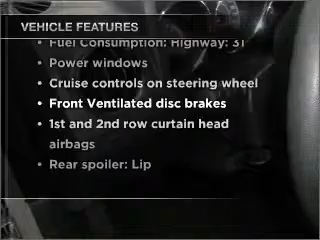 VEHICLE FEATURES
• Fuel Consumption: Highway: 31
• Power windows
• Cruise controls on steering wheel
• Front Ventilated disc brakes
• 1st and 2nd row curtain head
airbags
• Rear spoiler: Lip